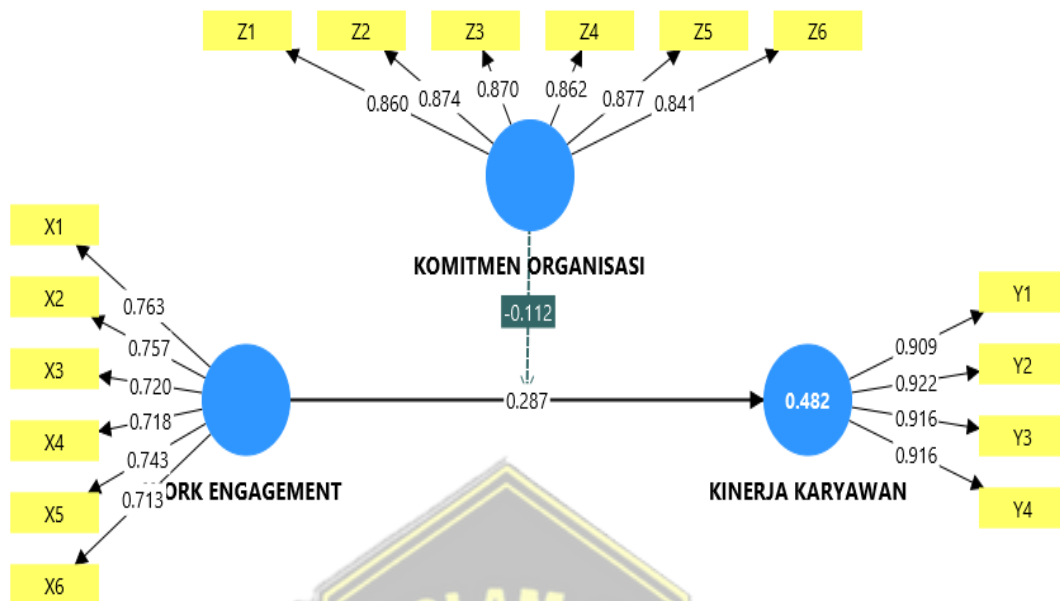 Z1 Z2 Z3 Z4 Z5 Z6
0.860 0.874 0.870 0.862 0.877 0.841
KOMITMEN ORGANISASI
-0.112
X1
X2
X3
X4
X5
X6
0.763
0.757
0.720
0.718
0.743
0.713
ORK ENGAGEMENT
0.287
0.482
KINERJA KARYAWAN
0.909
0.922
0.916
0.916
Y1
Y2
Y3
Y4